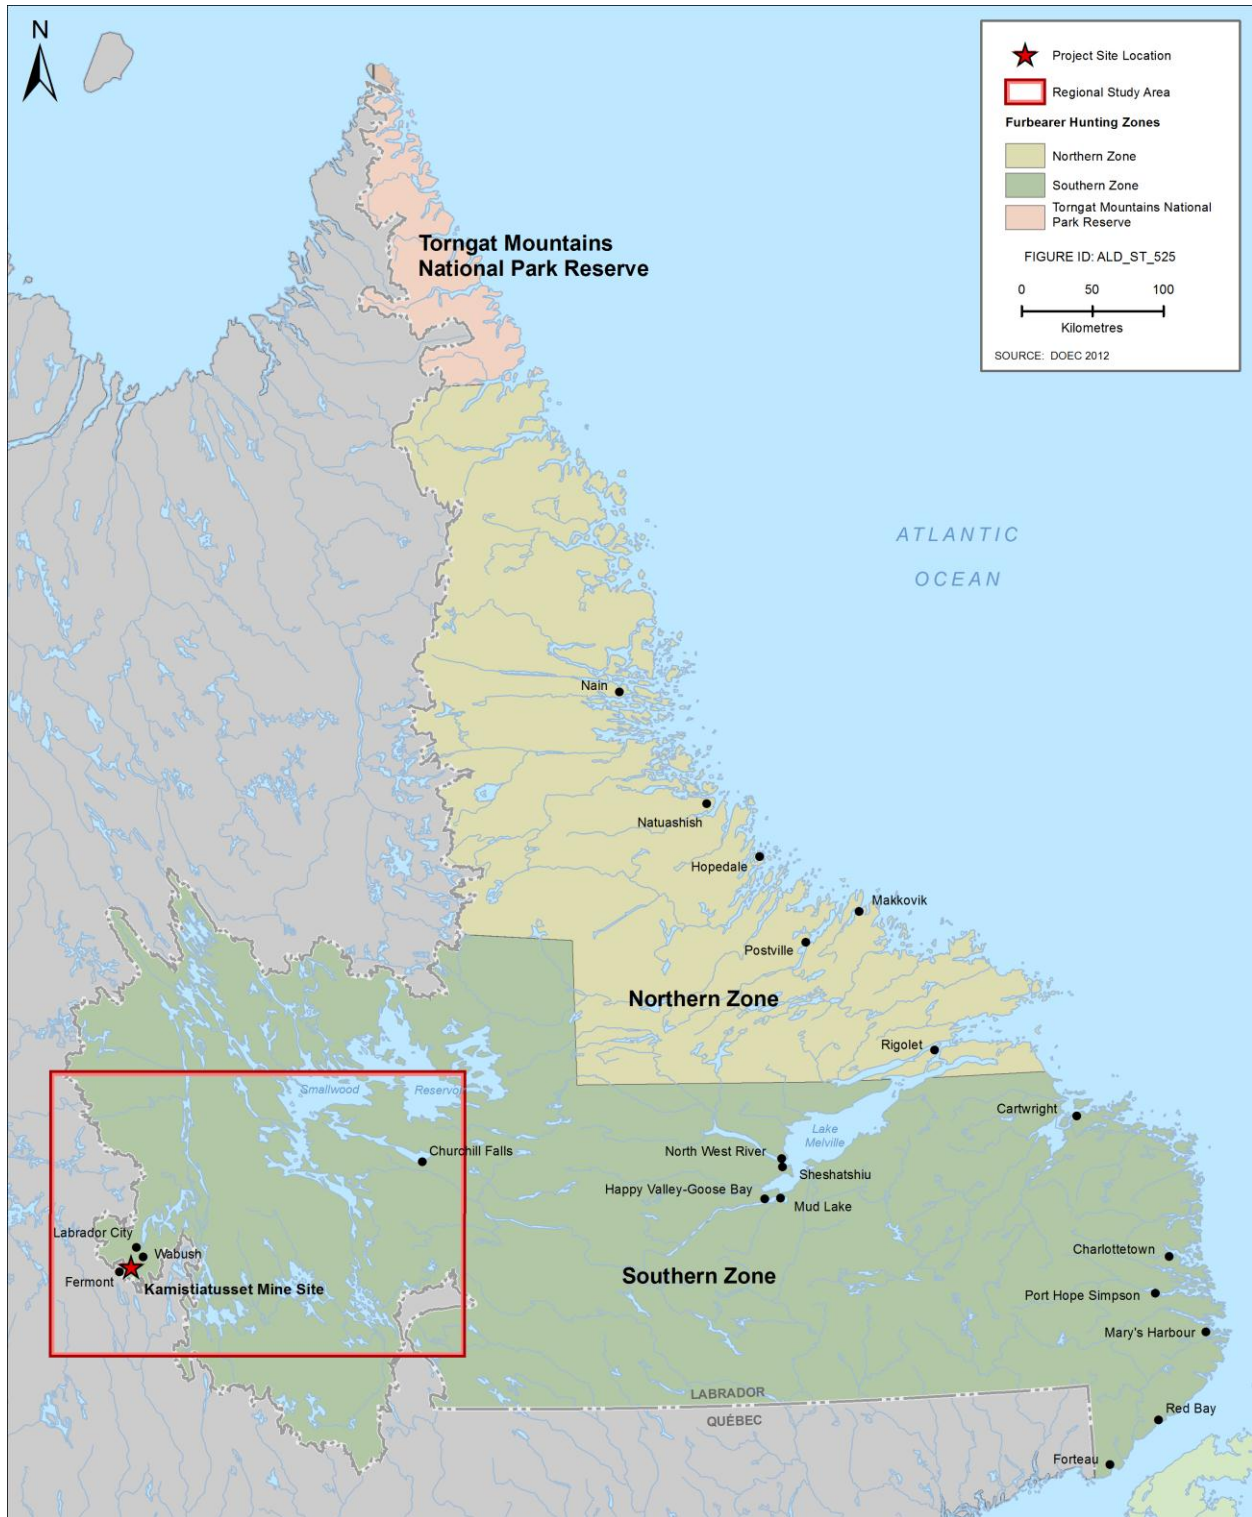 N
Project Site Location
Regional Study Area
Furbearer Hunting Zones
Northern Zone
Southern Zone
Torngat Mountains National
Park Reserve
FIGURE ID: ALD_ST_525
0 50 100
Kilometres
SOURCE: DOEC 2012
Torngat Mountains
National Park Reserve
ATLANTIC
OCEAN
Nain
Natuashish
Hopedale
Makkovik
Postville
Northern Zone
Rigolet
Smallwood Reservoir
Cartwright
Lake
Melville
Churchill Falls
North West River
Sheshatshiu
Happy Valley-Goose Bay
Mud Lake
Labrador City
Wabush
Charlottetown
Fermont
Kamistiatusset Mine Site
Southern Zone
Port Hope Simpson
Mary's Harbour
LABRADOR
QUÉBEC
Red Bay
Forteau